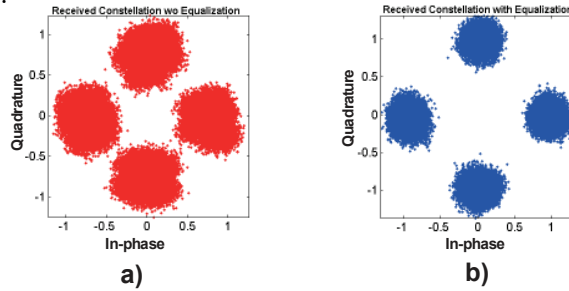 Received Constellation wo Equalization
1
0.5
0
-0.5
-1
Quadrature
-1 -0.5 0 0.5 1
In-phase
a)
Received Constellation with Equalization
1
0.5
0
-0.5
-1
Quadrature
-1 -0.5 0 0.5 1
In-phase
b)